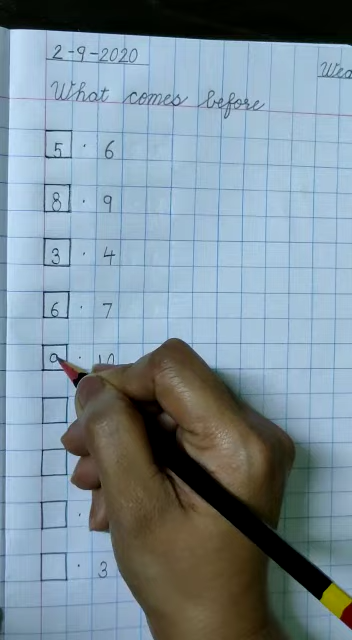 2-9-2020
What comes before
5 . 6
8 . 9
3 . 4
6 . 7
9 . 10
.
. 3